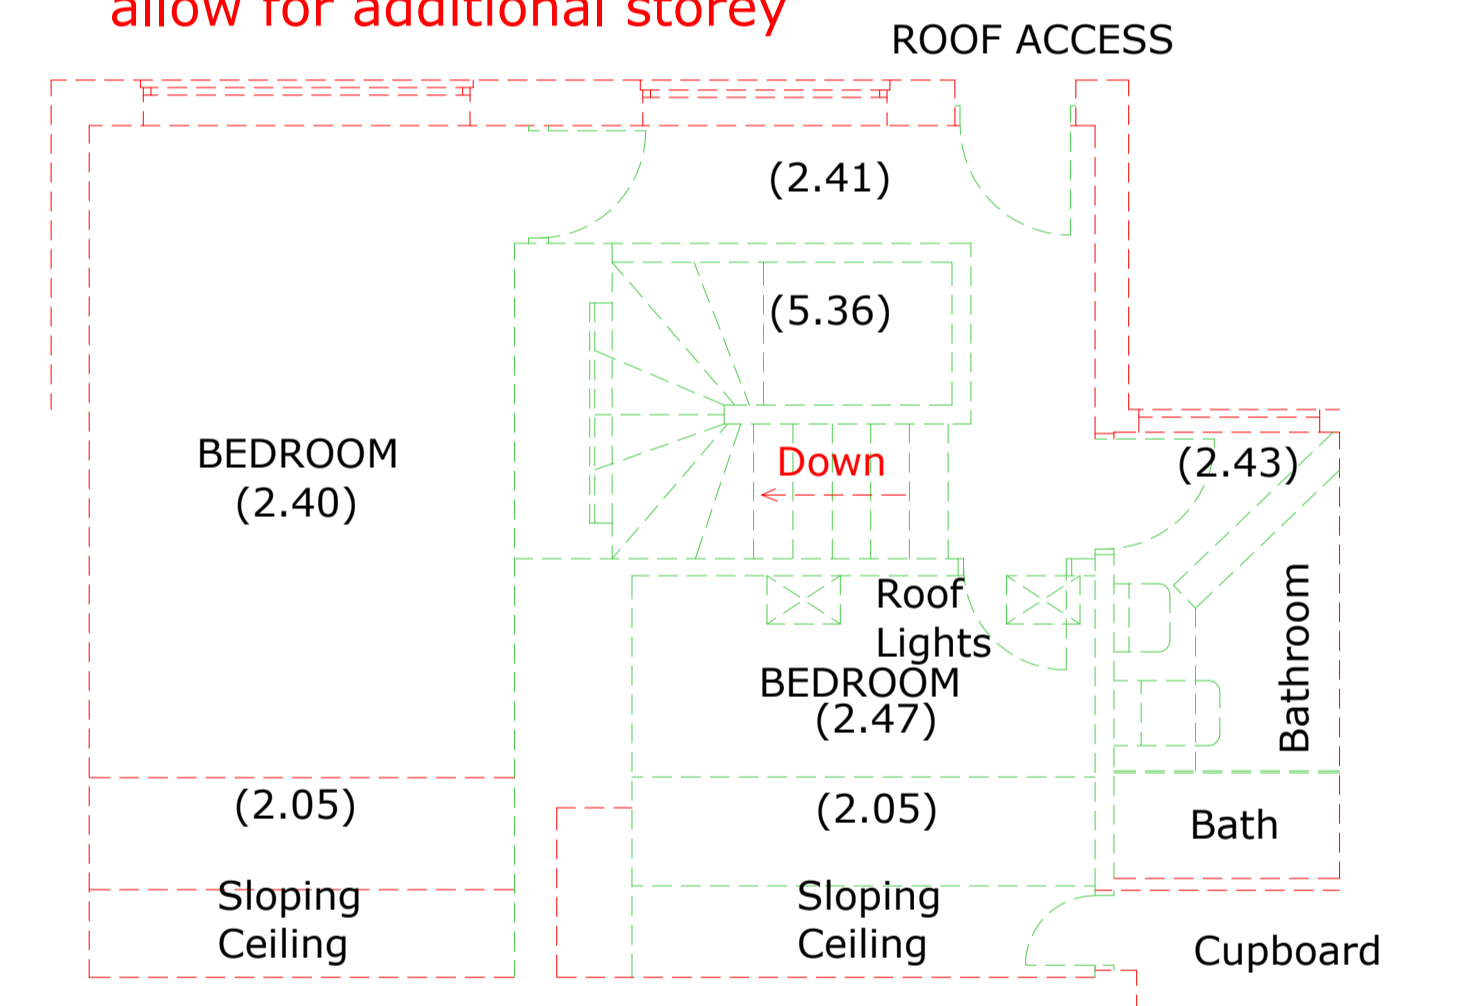 allow for additional storey
ROOF ACCESS
(2.41)
(5.36)
BEDROOM
(2.40)
Down
(2.43)
Roof
Lights
BEDROOM
(2.47)
Bathroom
(2.05)
(2.05)
Bath
Sloping
Ceiling
Sloping
Ceiling
Cupboard